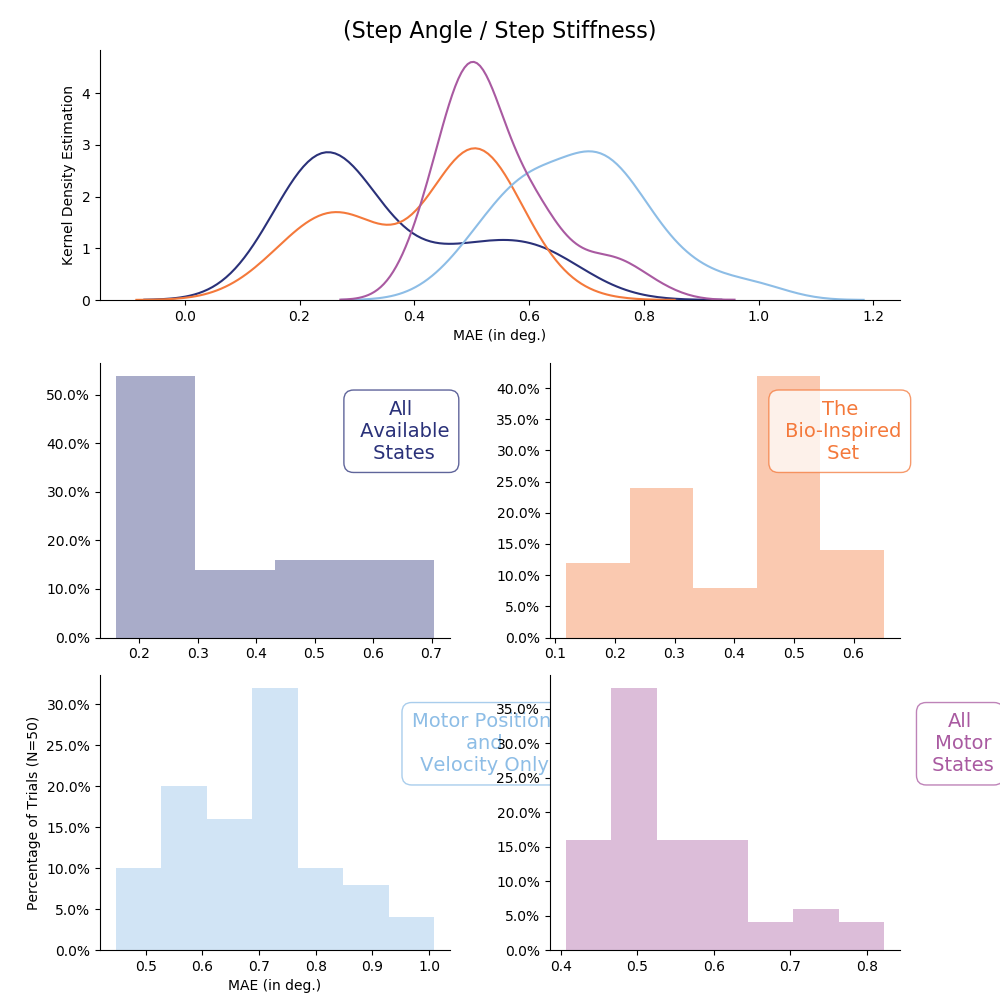 (Step Angle / Step Stiffness)
Kernel Density Estimation
4
3
2
1
0
0.0 0.2 0.4 0.6 0.8 1.0 1.2
MAE (in deg.)
50.0%
40.0%
30.0%
20.0%
10.0%
0.0%
0.2 0.3 0.4 0.5 0.6 0.7
All
Available
States
40.0%
35.0%
30.0%
25.0%
20.0%
15.0%
10.0%
5.0%
0.0%
0.1 0.2 0.3 0.4 0.5 0.6
The
Bio-Inspired
Set
Percentage of Trials (N=50)
30.0%
25.0%
20.0%
15.0%
10.0%
5.0%
0.0%
0.5 0.6 0.7 0.8 0.9 1.0
MAE (in deg.)
Motor Position
and
Velocity Only
35.0%
30.0%
25.0%
20.0%
15.0%
10.0%
5.0%
0.0%
0.4 0.5 0.6 0.7 0.8
All
Motor
States